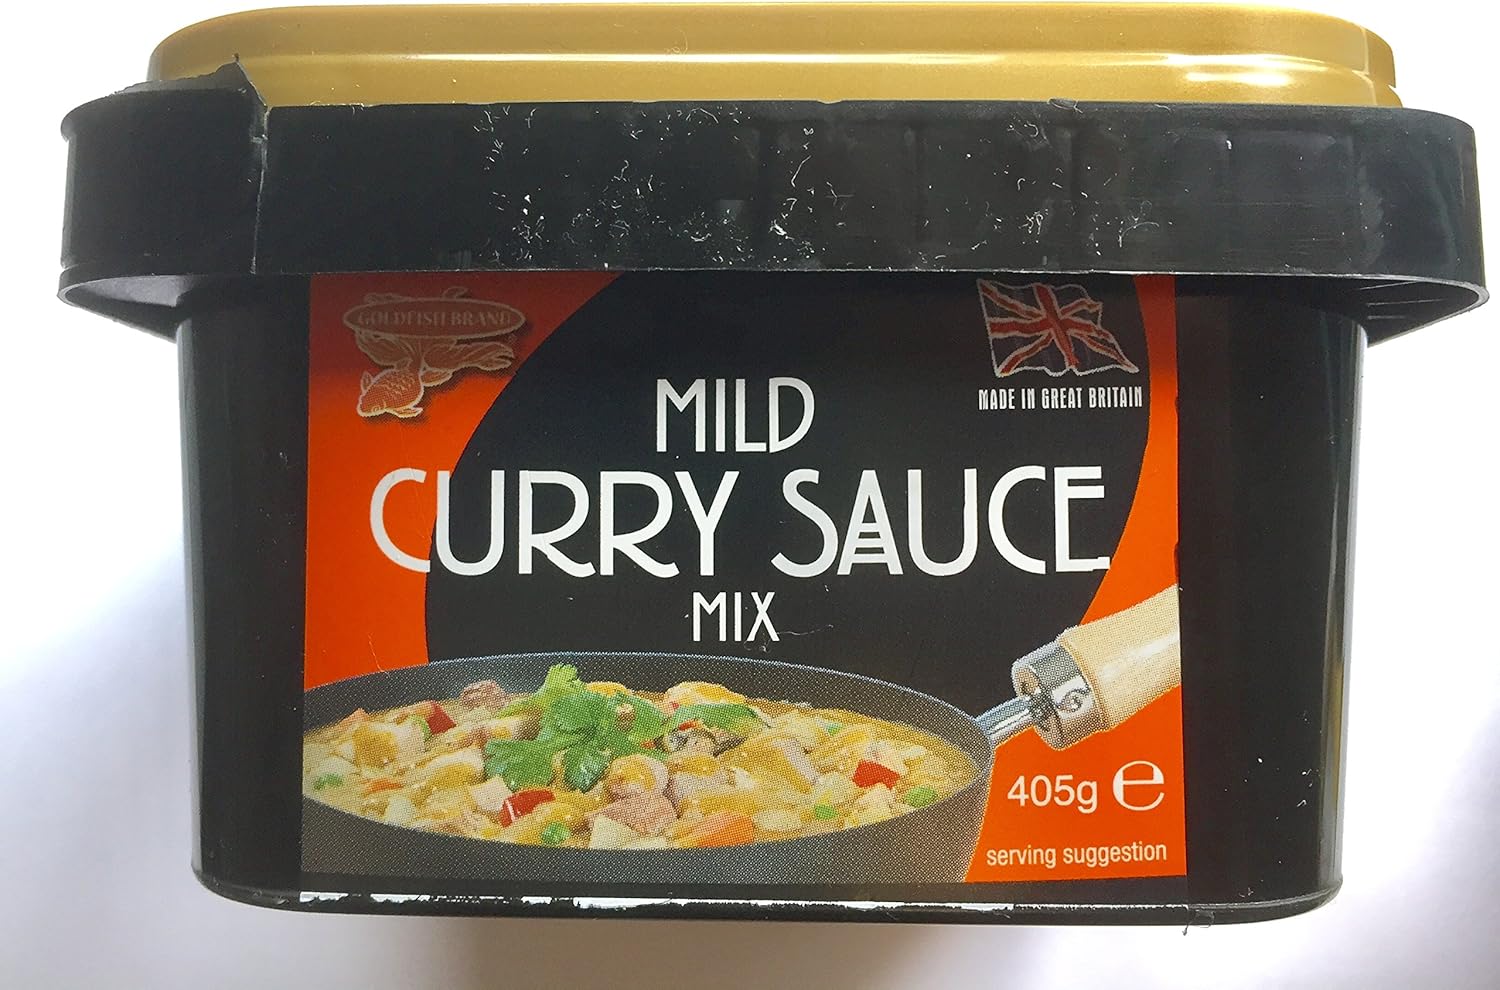 GOLDFISH BRAND
MADE IN GREAT BRITAIN
MILD
CURRY SAUCE
MIX
405g ℮
serving suggestion